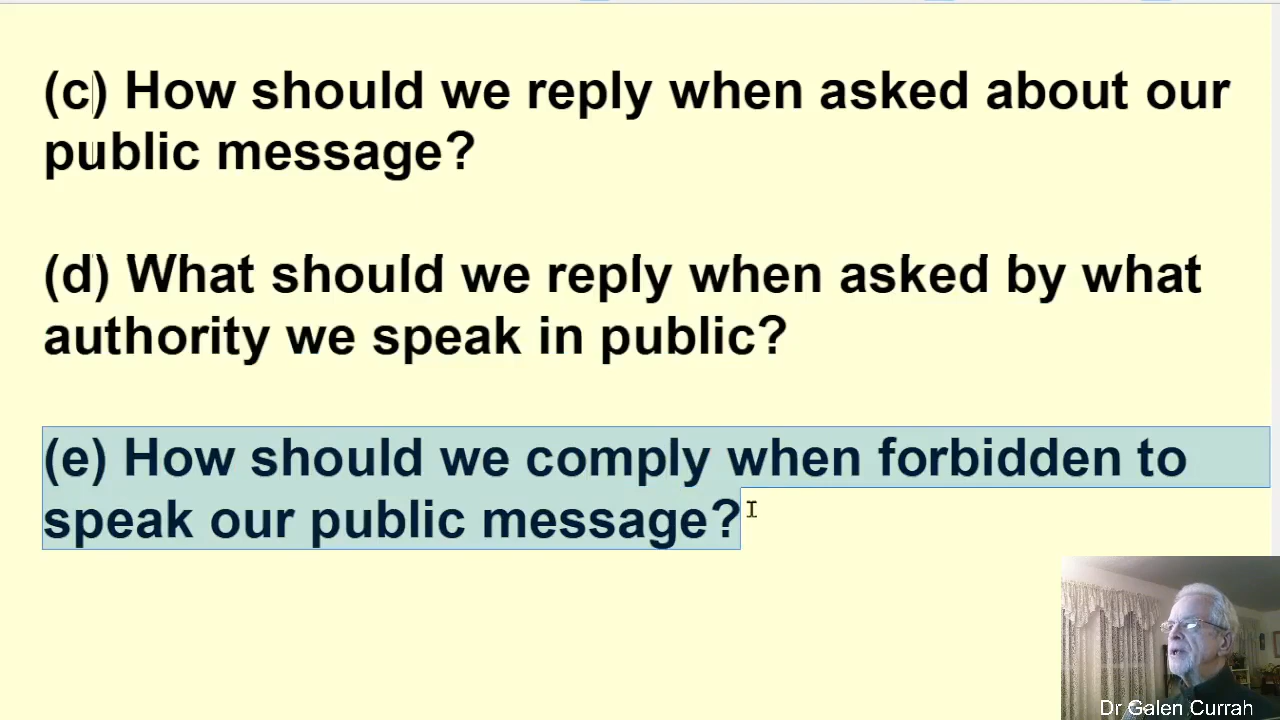 (c) How should we reply when asked about our
public message?
(d) What should we reply when asked by what
authority we speak in public?
(e) How should we comply when forbidden to
speak our public message?
Dr Galen Currah